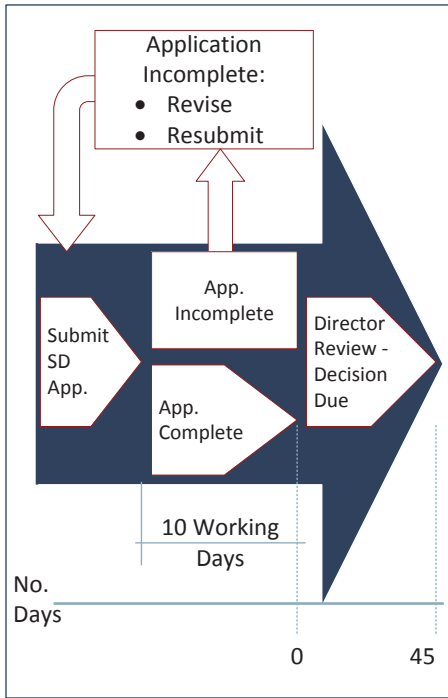 Application
Incomplete:
• Revise
• Resubmit
App.
Incomplete
Submit
SD
App.
Director
Review -
Decision
Due
App.
Complete
10 Working
Days
No.
Days
0
45